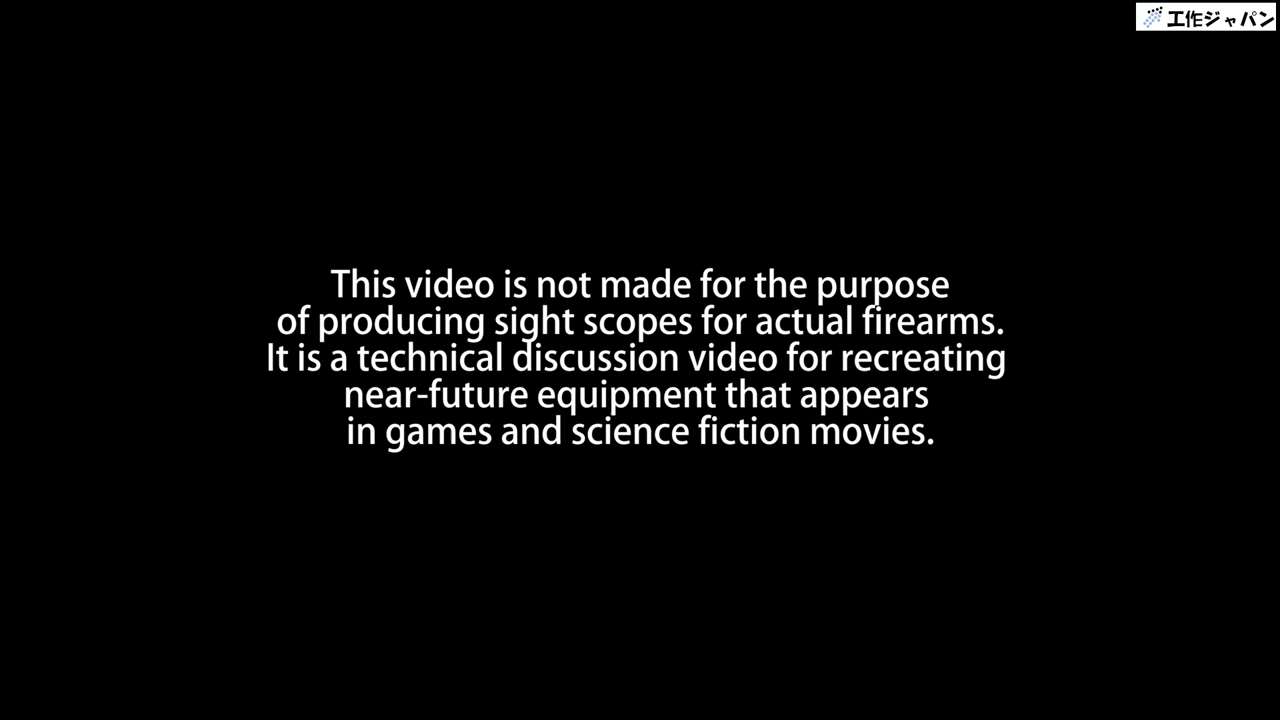 工作ジャパン
This video is not made for the purpose
of producing sight scopes for actual firearms.
It is a technical discussion video for recreating
near-future equipment that appears
in games and science fiction movies.